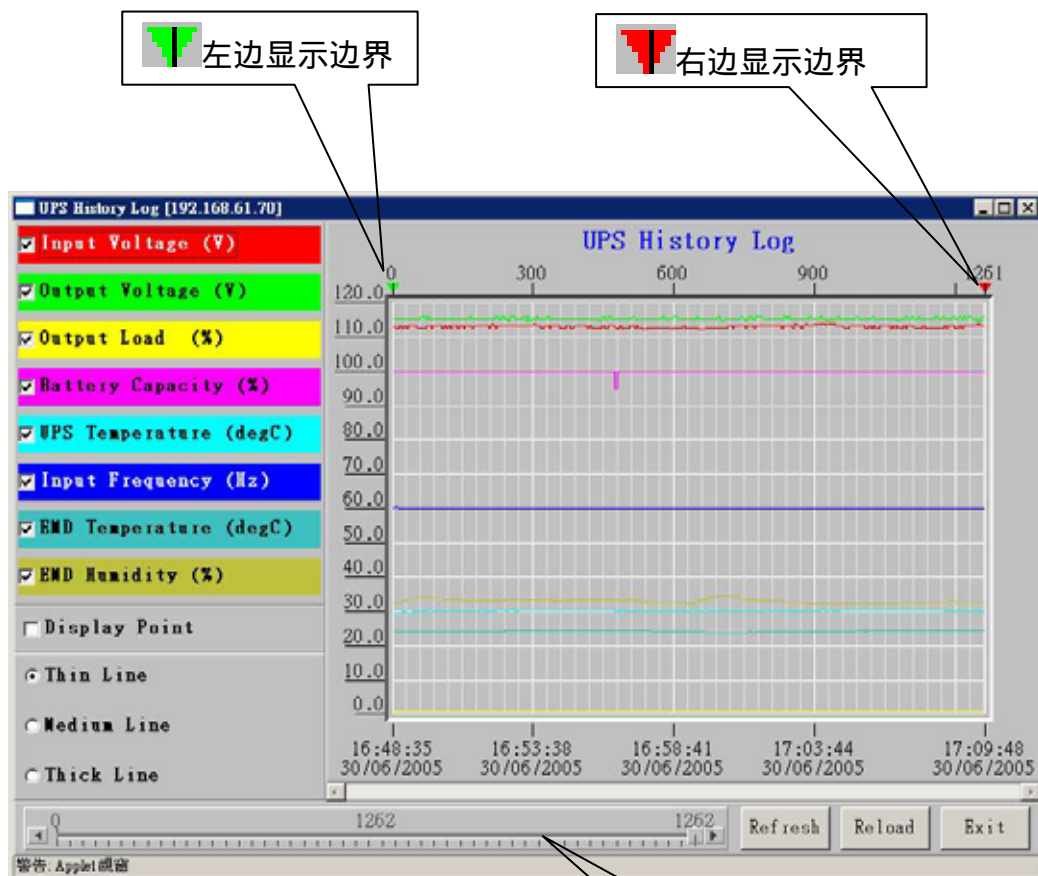 左边显示边界
右边显示边界
UPS History Log [192.168.61.70]
Input Voltage (V)
Output Voltage (V)
Output Load (%)
Battery Capacity (%)
UPS Temperature (degC)
Input Frequency (Hz)
EMD Temperature (degC)
EMD Humidity (%)
Display Point
Thin Line
Medium Line
Thick Line
UPS History Log
0 300 600 900 1261
120.0
110.0
100.0
90.0
80.0
70.0
60.0
50.0
40.0
30.0
20.0
10.0
0.0
16:48:35 16:53:38 16:58:41 17:03:44 17:09:48
30/06/2005 30/06/2005 30/06/2005 30/06/2005 30/06/2005
0 1262 1262
Refresh Reload Exit
警告: Applet 視窗